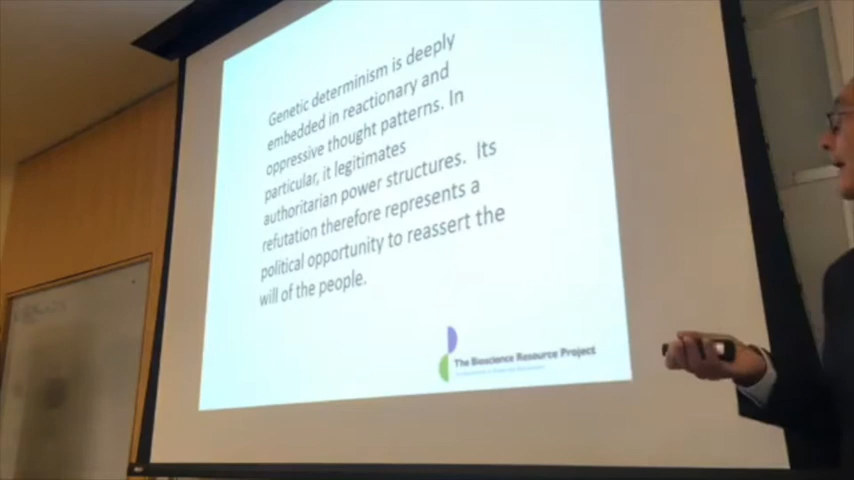 Genetic determinism is deeply
embedded in reactionary and
oppressive thought patterns. In
particular, it legitimates
authoritarian power structures. Its
refutation therefore represents a
political opportunity to reassert the
will of the people.
The Bioscience Resource Project